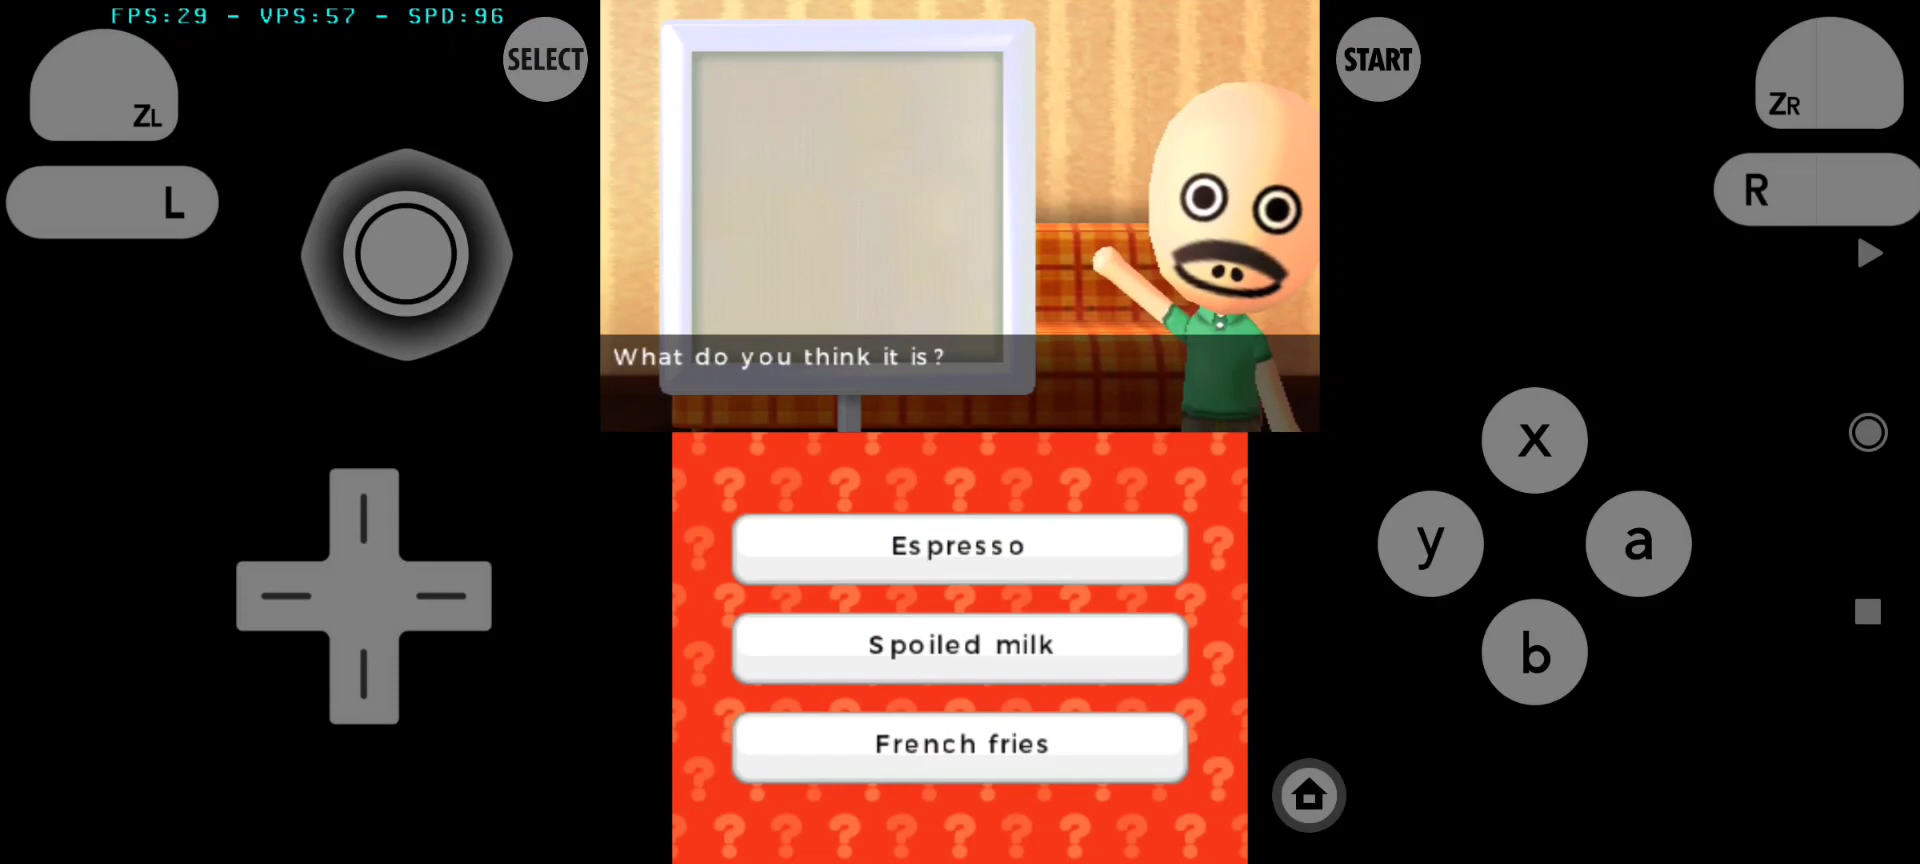 FPS:29 - VPS:57 - SPD:96
SELECT
START
ZL
ZR
L
R
What do you think it is?
Espresso
Spoiled milk
French fries
x
y
a
b